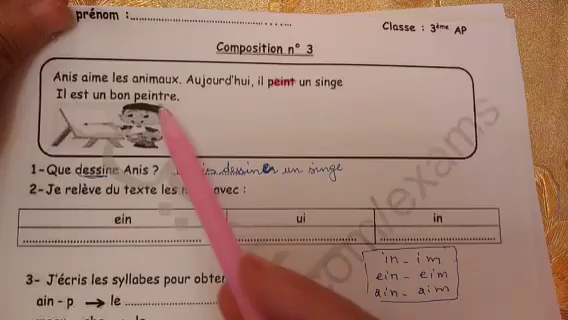 prénom :
Classe : 3ème AP
Composition n° 3
Anis aime les animaux. Aujourd'hui, il peint un singe
Il est un bon peintre.
1- Que dessine Anis ? dessiner un singe
2- Je relève du texte les avec :
ein ui in
in - im
ein - eim
ain - aim
3- J'écris les syllabes pour obten
ain - p → le
com/exams